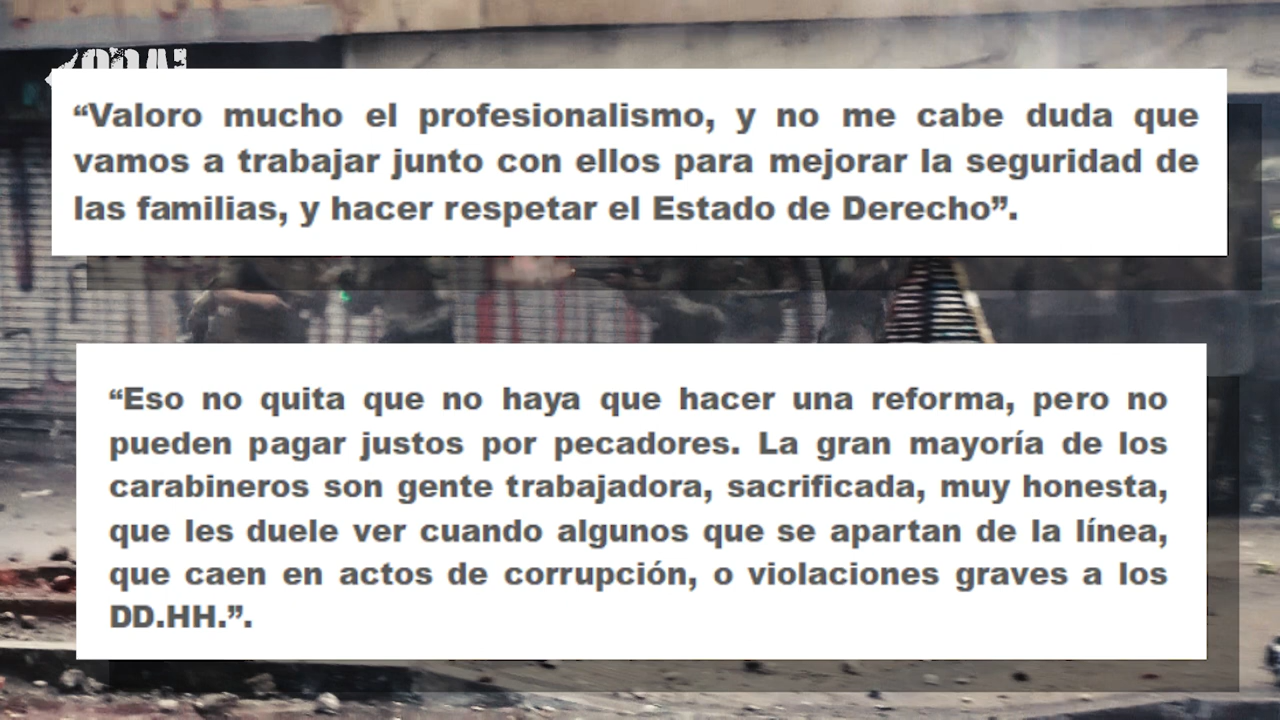 “Valoro mucho el profesionalismo, y no me cabe duda que
vamos a trabajar junto con ellos para mejorar la seguridad de
las familias, y hacer respetar el Estado de Derecho”.
“Eso no quita que no haya que hacer una reforma, pero no
pueden pagar justos por pecadores. La gran mayoría de los
carabineros son gente trabajadora, sacrificada, muy honesta,
que les duele ver cuando algunos que se apartan de la línea,
que caen en actos de corrupción, o violaciones graves a los
DD.HH.”.